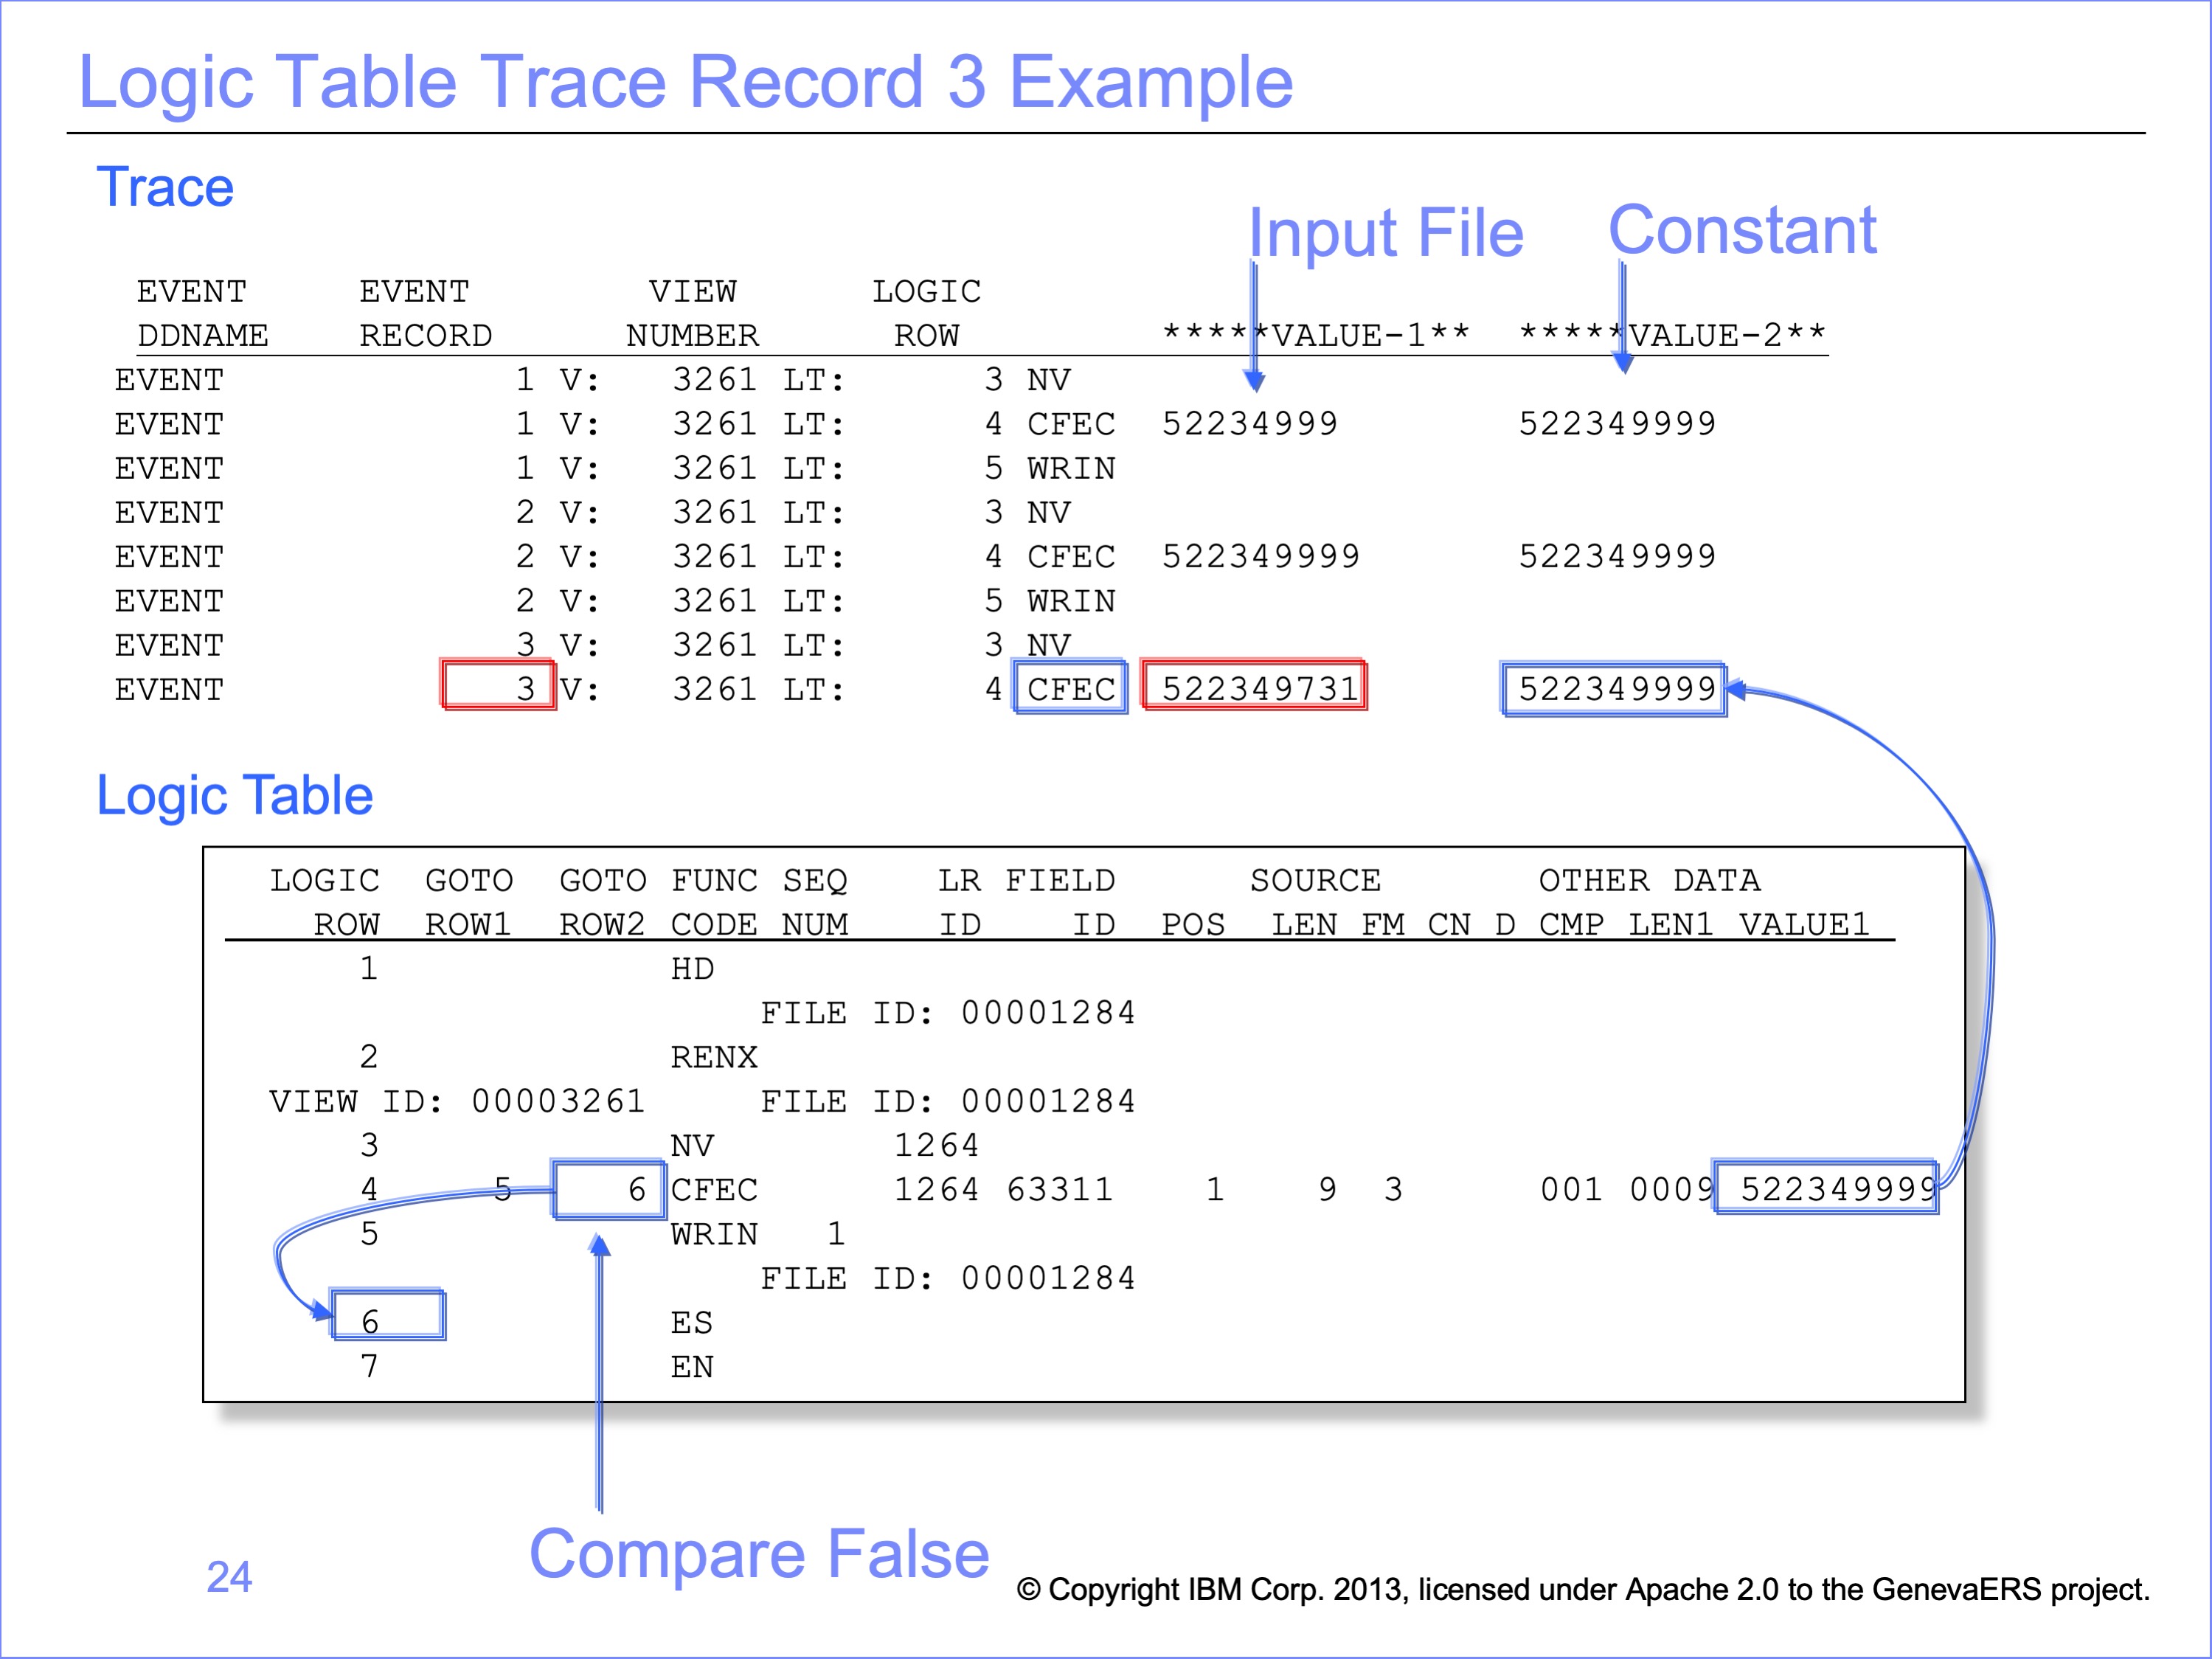 Logic Table Trace Record 3 Example
Trace
Input File Constant
EVENT EVENT VIEW LOGIC
DDNAME RECORD NUMBER ROW *****VALUE-1** *****VALUE-2**
EVENT 1 V: 3261 LT: 3 NV
EVENT 1 V: 3261 LT: 4 CFEC 52234999 522349999
EVENT 1 V: 3261 LT: 5 WRIN
EVENT 2 V: 3261 LT: 3 NV
EVENT 2 V: 3261 LT: 4 CFEC 522349999 522349999
EVENT 2 V: 3261 LT: 5 WRIN
EVENT 3 V: 3261 LT: 3 NV
EVENT 3 V: 3261 LT: 4 CFEC 522349731 522349999
Logic Table
LOGIC GOTO GOTO FUNC SEQ LR FIELD SOURCE OTHER DATA
ROW ROW1 ROW2 CODE NUM ID ID POS LEN FM CN D CMP LEN1 VALUE1
1 HD
FILE ID: 00001284
2 RENX
VIEW ID: 00003261 FILE ID: 00001284
3 NV 1264
4 5 6 CFEC 1264 63311 1 9 3 001 0009 522349999
5 WRIN 1
FILE ID: 00001284
6 ES
7 EN
Compare False
24
© Copyright IBM Corp. 2013, licensed under Apache 2.0 to the GenevaERS project.